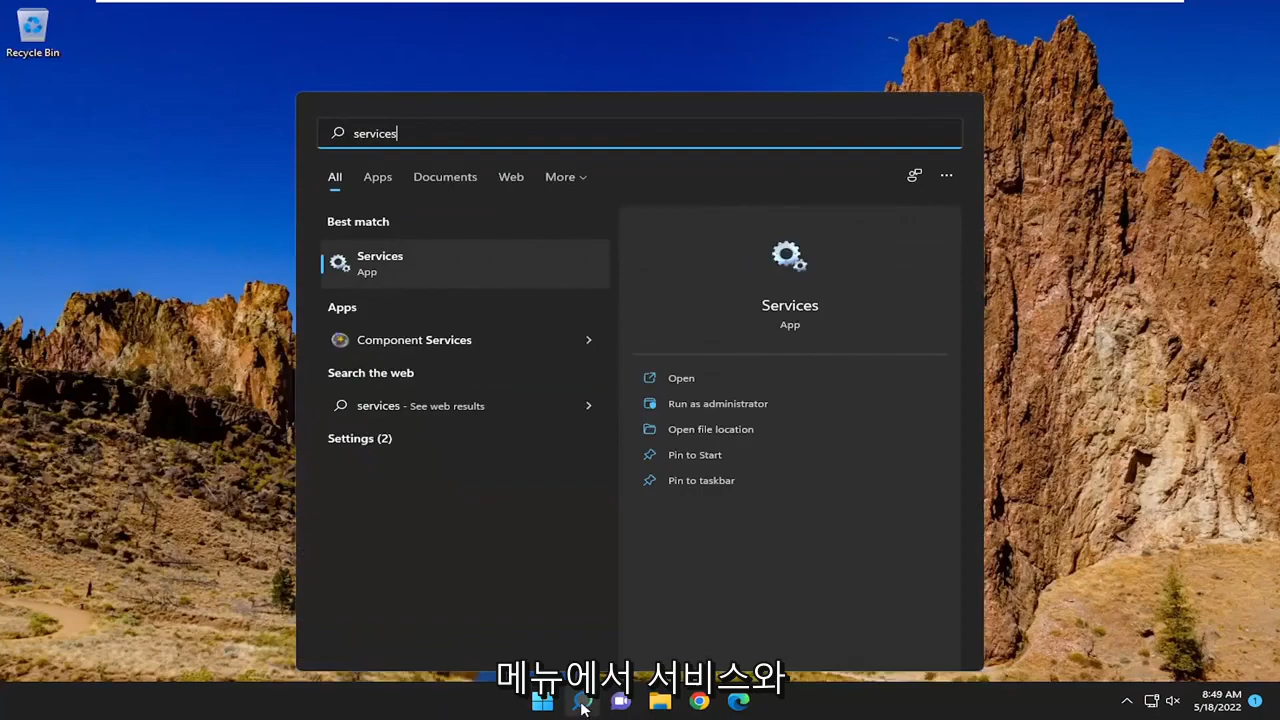 Recycle Bin
services
All Apps Documents Web More
Best match
Services
App
Apps
Component Services
Search the web
services - See web results
Settings (2)
Services
App
Open
Run as administrator
Open file location
Pin to Start
Pin to taskbar
메뉴에서 서비스와
8:49 AM
5/18/2022
1